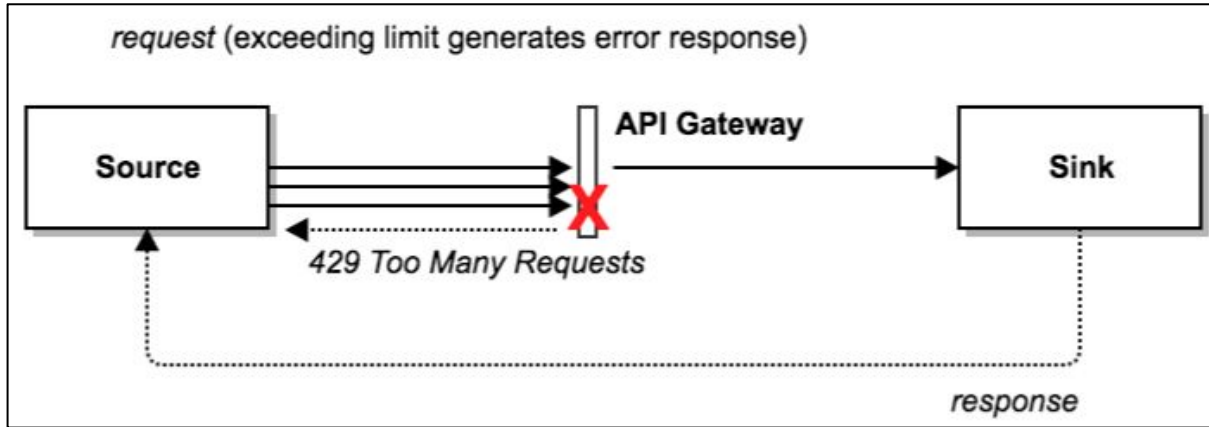 request (exceeding limit generates error response)
API Gateway
Source
Sink
429 Too Many Requests
response